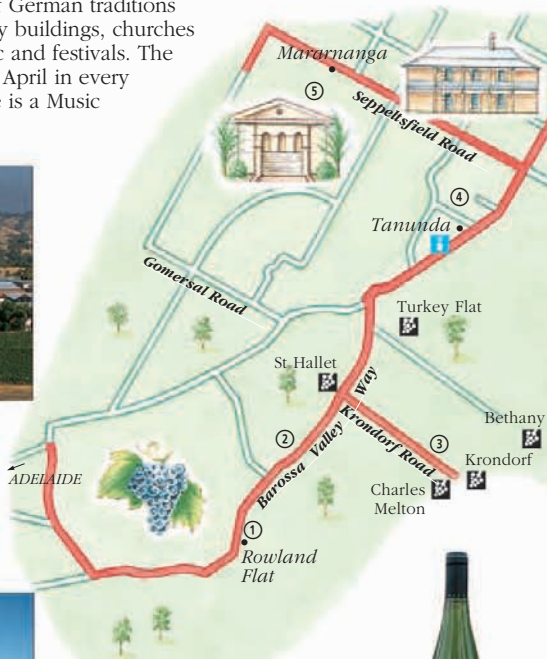 f German traditions
y buildings, churches
c and festivals. The
April in every
e is a Music
Mararnanga
5
Seppeltsfield Road
4
Tanunda
i
Gomersal Road
Turkey Flat
St Hallet
Barossa Valley Way
Bethany
2
Krondorf Road
3
Krondorf
ADELAIDE
Charles
Melton
1
Rowland
Flat